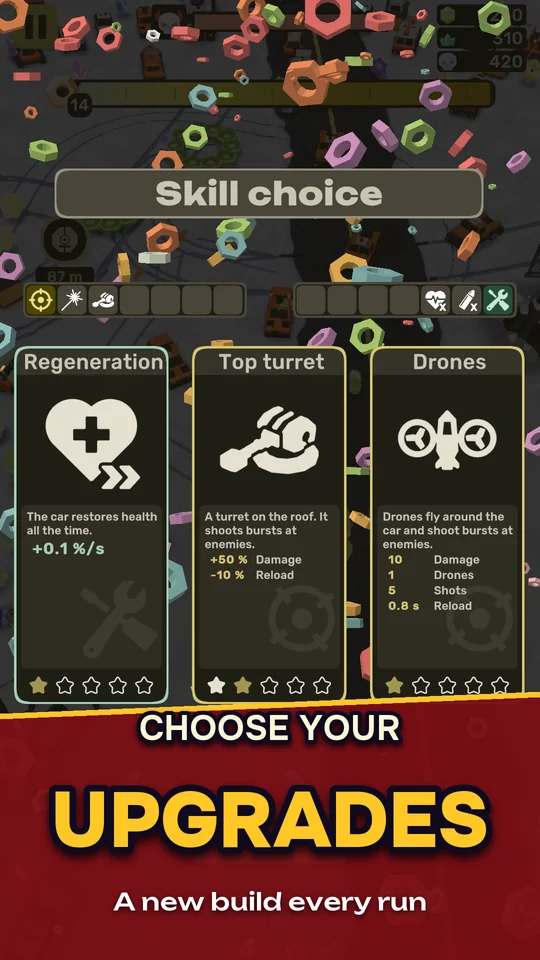 310
420
14
Skill choice
87 m
Regeneration
The car restores health
all the time.
+0.1 %/s
Top turret
A turret on the roof. It
shoots bursts at
enemies.
+50 % Damage
-10 % Reload
Drones
Drones fly around the
car and shoot bursts at
enemies.
10 Damage
1 Drones
5 Shots
0.8 s Reload
CHOOSE YOUR
UPGRADES
A new build every run